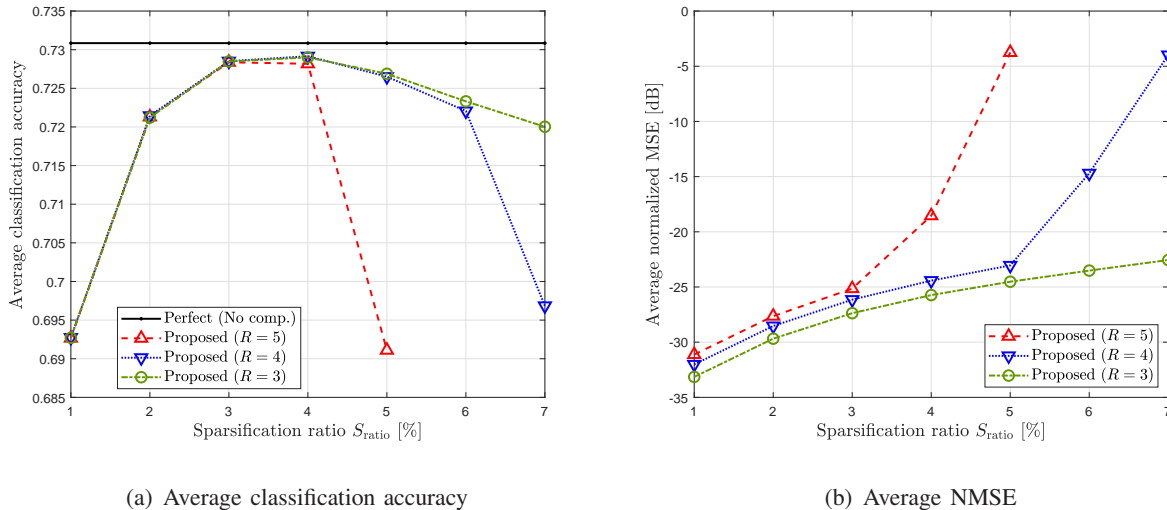 0.735
0.73
0.725
0.72
0.715
0.71
0.705
0.7
0.695
0.69
0.685
Average classification accuracy
Perfect (No comp.)
Proposed (R = 5)
Proposed (R = 4)
Proposed (R = 3)
1 2 3 4 5 6 7
Sparsification ratio S_ratio [%]
(a) Average classification accuracy
0
-5
-10
-15
-20
-25
-30
-35
Average normalized MSE [dB]
Proposed (R = 5)
Proposed (R = 4)
Proposed (R = 3)
1 2 3 4 5 6 7
Sparsification ratio S_ratio [%]
(b) Average NMSE